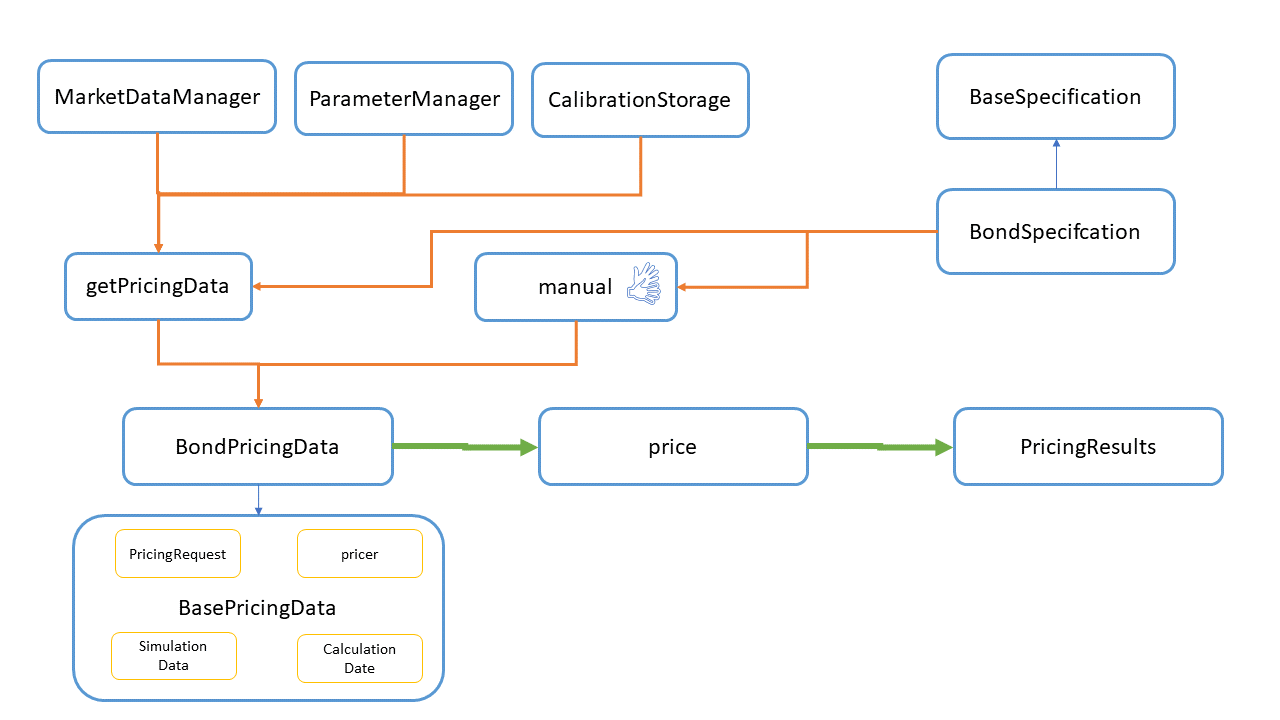 MarketDataManager
ParameterManager
CalibrationStorage
BaseSpecification
BondSpecifcation
getPricingData
manual
BondPricingData
price
PricingResults
PricingRequest
pricer
BasePricingData
Simulation
Data
Calculation
Date